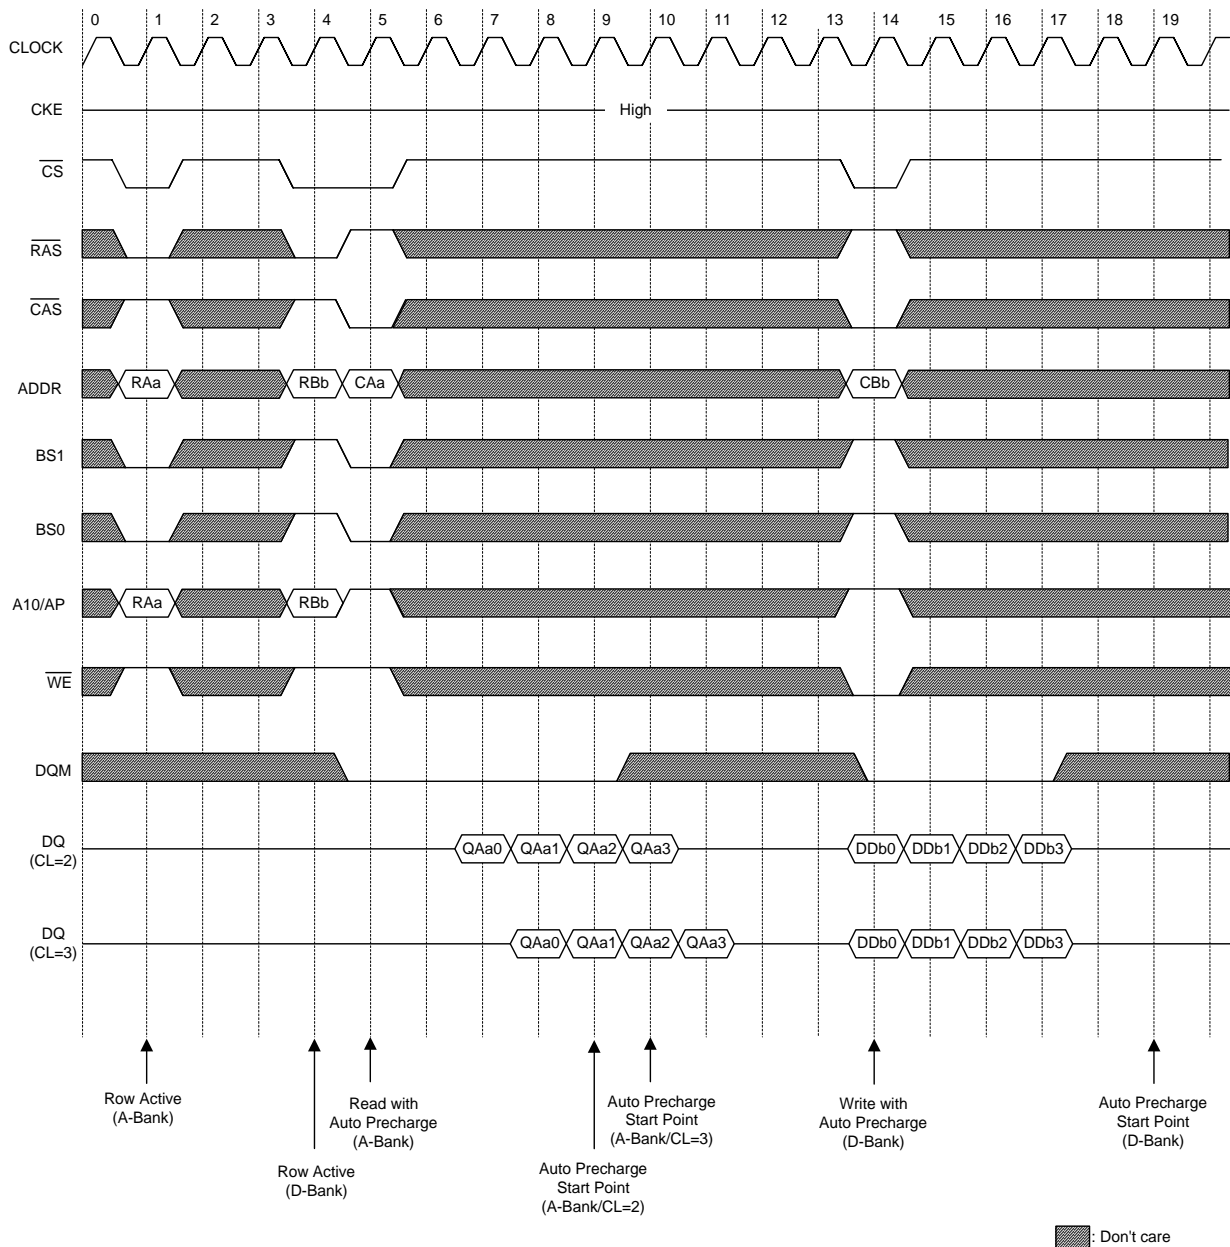 0 1 2 3 4 5 6 7 8 9 10 11 12 13 14 15 16 17 18 19
CLOCK
CKE High
CS
RAS
CAS
ADDR RAa RBb CAa CBb
BS1
BS0
A10/AP RAa RBb
WE
DQM
DQ
(CL=2)
QAa0 QAa1 QAa2 QAa3 DDb0 DDb1 DDb2 DDb3
DQ
(CL=3)
QAa0 QAa1 QAa2 QAa3 DDb0 DDb1 DDb2 DDb3
Row Active
(A-Bank)
Row Active
(D-Bank)
Read with
Auto Precharge
(A-Bank)
Auto Precharge
Start Point
(A-Bank/CL=2)
Auto Precharge
Start Point
(A-Bank/CL=3)
Write with
Auto Precharge
(D-Bank)
Auto Precharge
Start Point
(D-Bank)
: Don't care